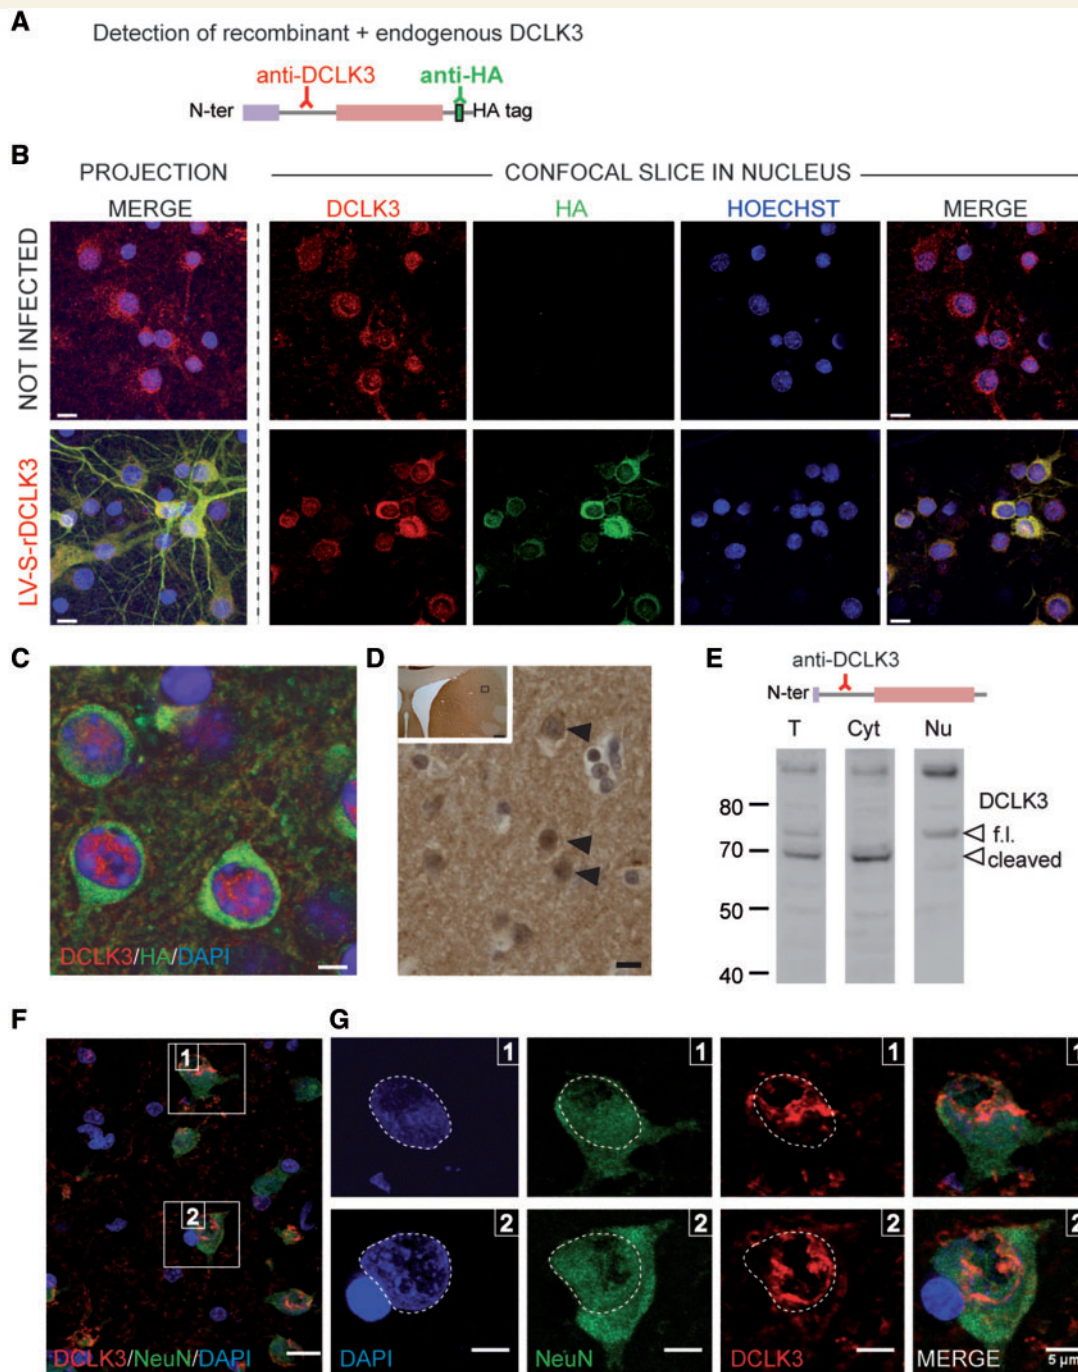 A
Detection of recombinant + endogenous DCLK3
anti-DCLK3 anti-HA
N-ter HA tag
B
PROJECTION CONFOCAL SLICE IN NUCLEUS
MERGE DCLK3 HA HOECHST MERGE
NOT INFECTED
LV-S-rDCLK3
C
DCLK3/HA/DAPI
D
E
anti-DCLK3
N-ter
T Cyt Nu
80
DCLK3
f.l.
70
cleaved
50
40
F
1
2
DCLK3/NeuN/DAPI
G
1 1 1 1
2 2 2 2
DAPI NeuN DCLK3 MERGE
5 µm